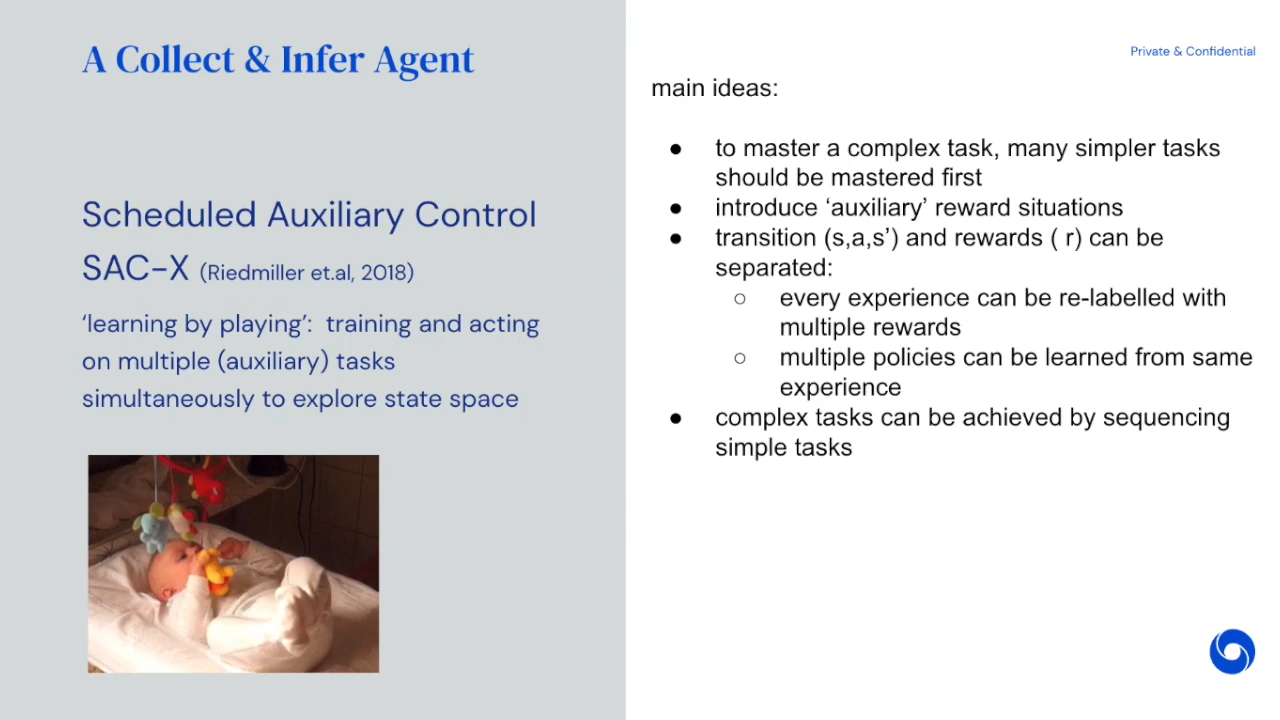 A Collect & Infer Agent
Scheduled Auxiliary Control
SAC-X (Riedmiller et.al, 2018)
‘learning by playing’: training and acting
on multiple (auxiliary) tasks
simultaneously to explore state space
Private & Confidential
main ideas:
● to master a complex task, many simpler tasks
should be mastered first
● introduce ‘auxiliary’ reward situations
● transition (s,a,s’) and rewards ( r) can be
separated:
○ every experience can be re-labelled with
multiple rewards
○ multiple policies can be learned from same
experience
● complex tasks can be achieved by sequencing
simple tasks